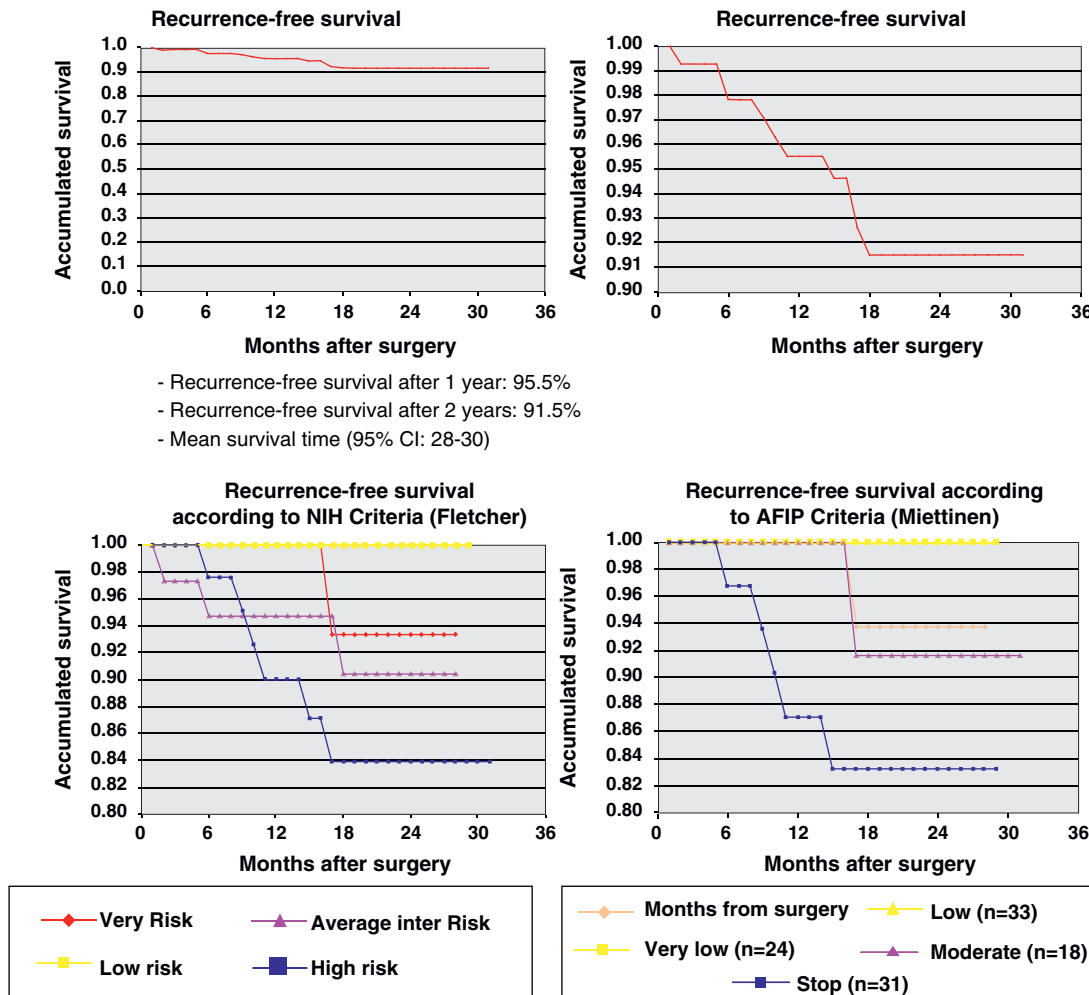 Recurrence-free survival
Accumulated survival
1.0
0.9
0.8
0.7
0.6
0.5
0.4
0.3
0.2
0.1
0.0
0 6 12 18 24 30 36
Months after surgery
Recurrence-free survival
Accumulated survival
1.00
0.99
0.98
0.97
0.96
0.95
0.94
0.93
0.92
0.91
0.90
0 6 12 18 24 30 36
Months after surgery
- Recurrence-free survival after 1 year: 95.5%
- Recurrence-free survival after 2 years: 91.5%
- Mean survival time (95% CI: 28-30)
Recurrence-free survival
according to NIH Criteria (Fletcher)
Accumulated survival
1.00
0.98
0.96
0.94
0.92
0.90
0.88
0.86
0.84
0.82
0.80
0 6 12 18 24 30 36
Months after surgery
Recurrence-free survival according
to AFIP Criteria (Miettinen)
Accumulated survival
1.00
0.98
0.96
0.94
0.92
0.90
0.88
0.86
0.84
0.82
0.80
0 6 12 18 24 30 36
Months after surgery
Very Risk Average inter Risk
Low risk High risk
Months from surgery Low (n=33)
Very low (n=24) Moderate (n=18)
Stop (n=31)